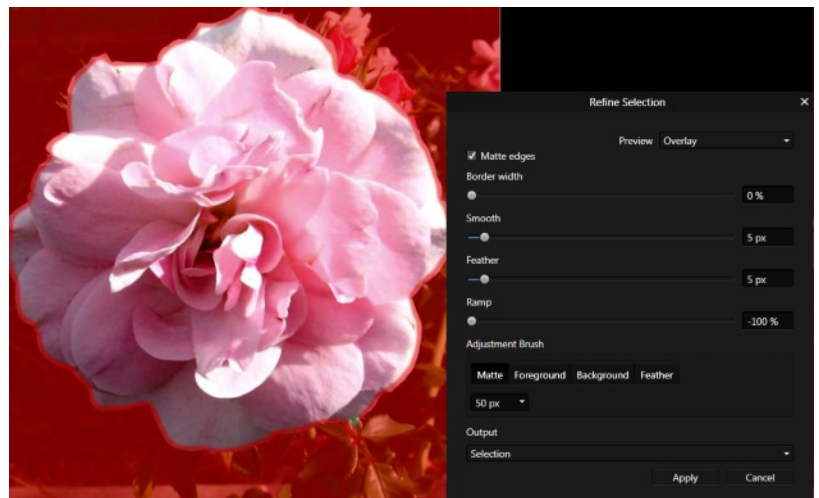 Refine Selection
Preview Overlay
Matte edges
Border width
0 %
Smooth
5 px
Feather
5 px
Ramp
-100 %
Adjustment Brush
Matte Foreground Background Feather
50 px
Output
Selection
Apply Cancel